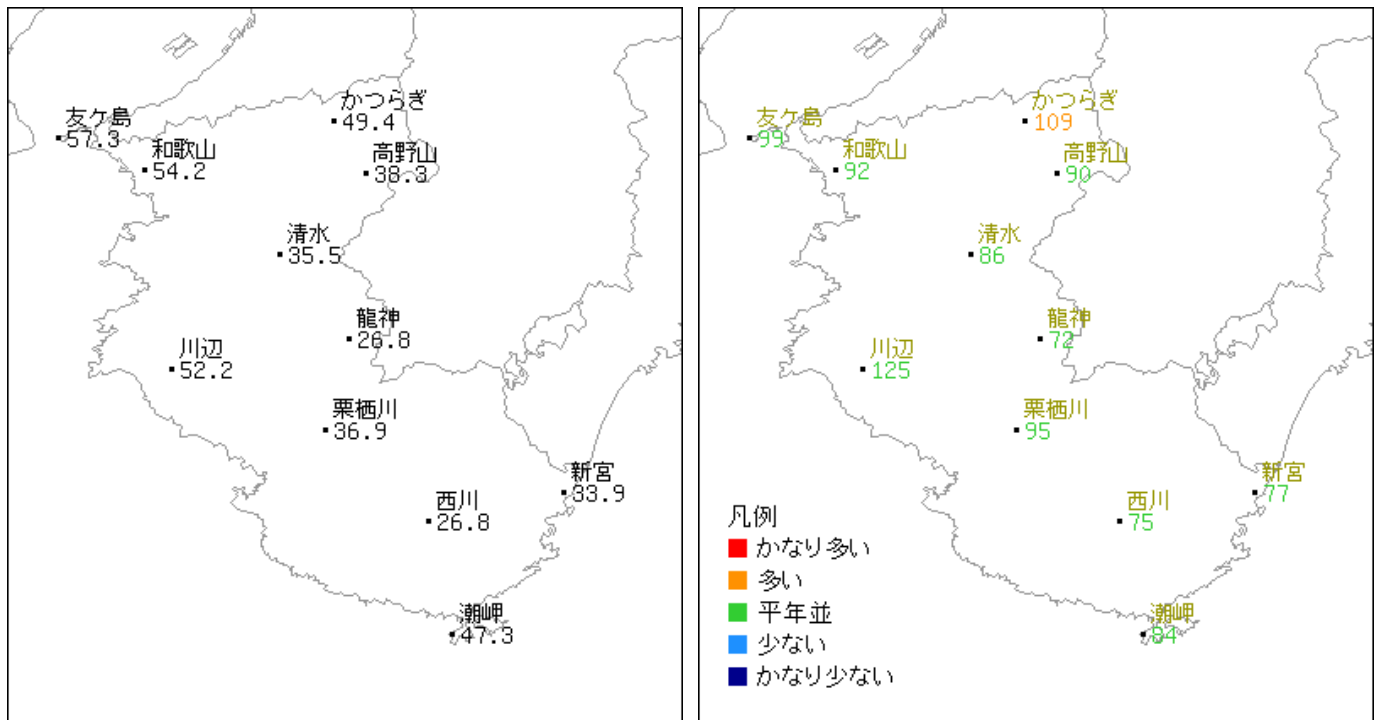 友ケ島
57.3
かつらぎ
49.4
和歌山
54.2
高野山
38.3
清水
35.5
龍神
26.8
川辺
52.2
栗栖川
36.9
新宮
33.9
西川
26.8
潮岬
47.3
友ケ島
99
かつらぎ
109
和歌山
92
高野山
90
清水
86
龍神
72
川辺
125
栗栖川
95
新宮
77
西川
75
潮岬
84
凡例
かなり多い
多い
平年並
少ない
かなり少ない